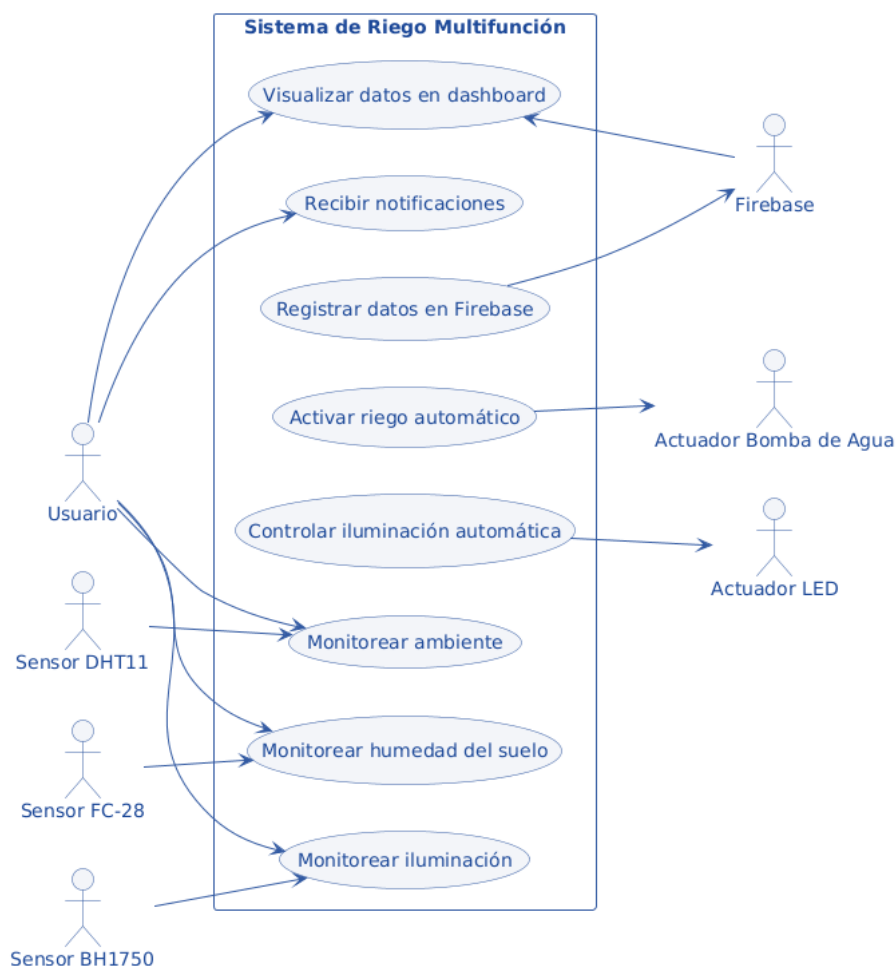 Sistema de Riego Multifunción
Visualizar datos en dashboard
Recibir notificaciones
Firebase
Registrar datos en Firebase
Activar riego automático
Actuador Bomba de Agua
Usuario
Controlar iluminación automática
Actuador LED
Monitorear ambiente
Sensor DHT11
Monitorear humedad del suelo
Sensor FC-28
Monitorear iluminación
Sensor BH1750